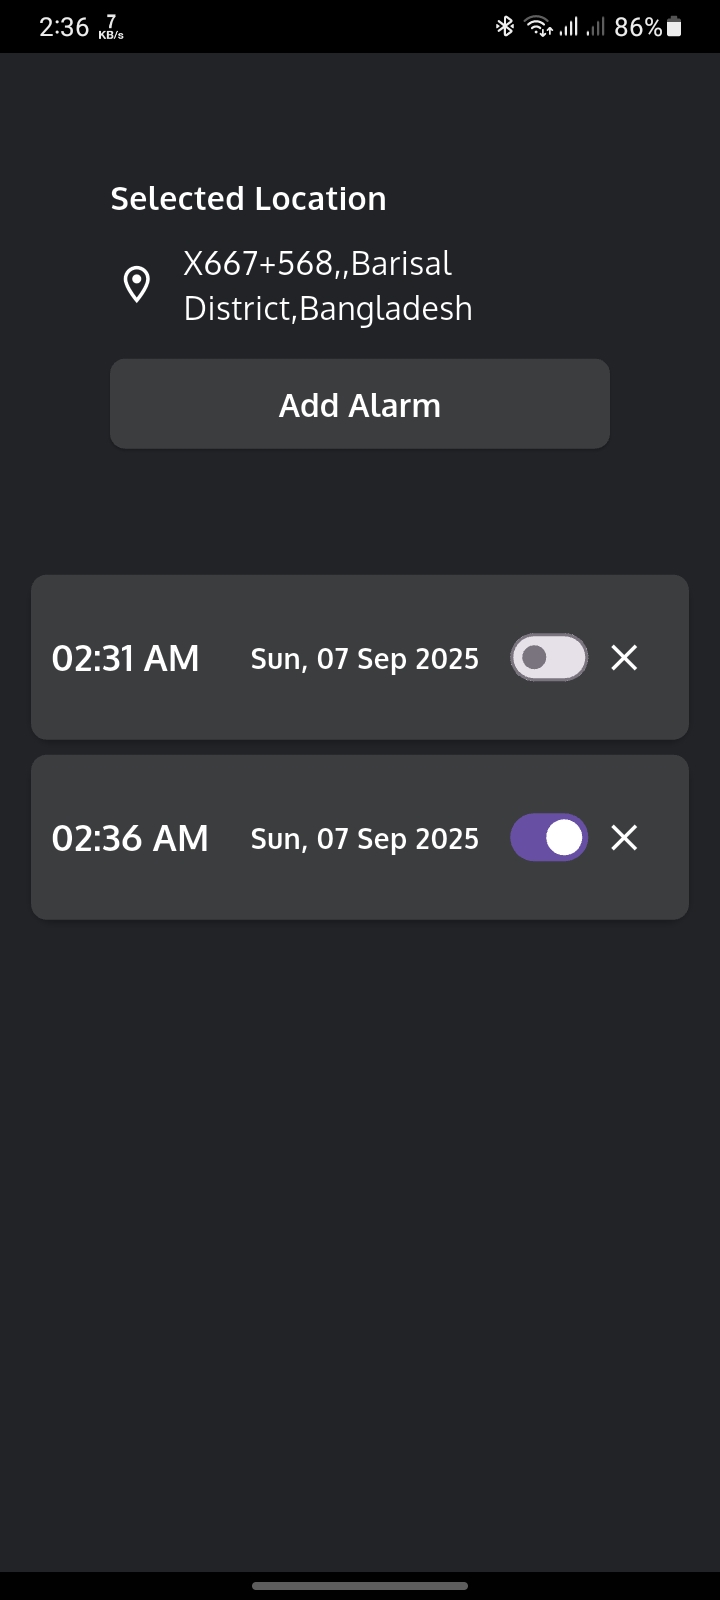 2:36 7 KB/s 86%
Selected Location
X667+568,,Barisal
District,Bangladesh
Add Alarm
02:31 AM Sun, 07 Sep 2025
02:36 AM Sun, 07 Sep 2025